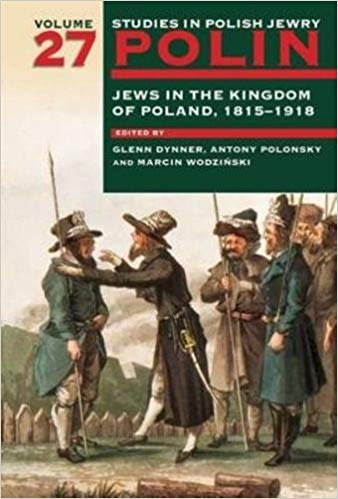 VOLUME
27
STUDIES IN POLISH JEWRY
POLIN
JEWS IN THE KINGDOM
OF POLAND, 1815–1918
EDITED BY
GLENN DYNNER, ANTONY POLONSKY
AND MARCIN WODZIŃSKI